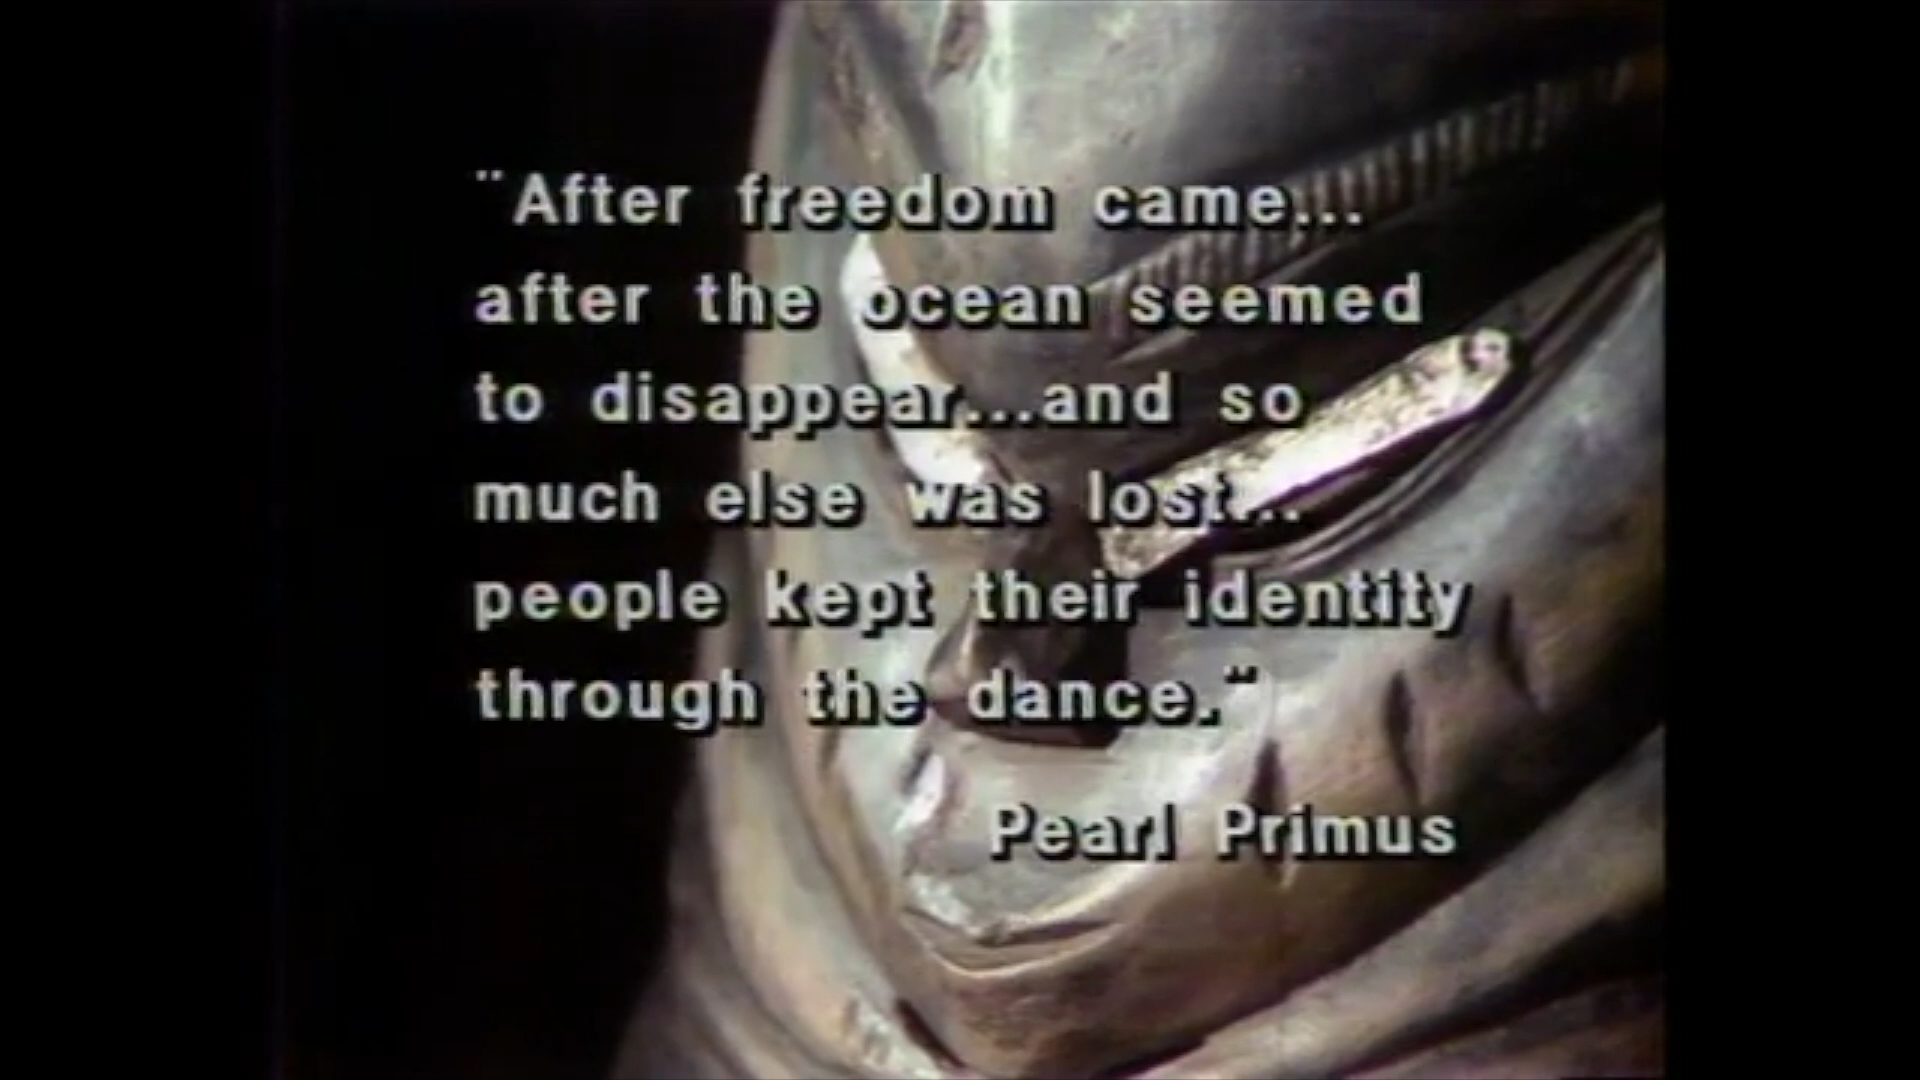 "After freedom came...
after the ocean seemed
to disappear...and so
much else was lost...
people kept their identity
through the dance."
Pearl Primus